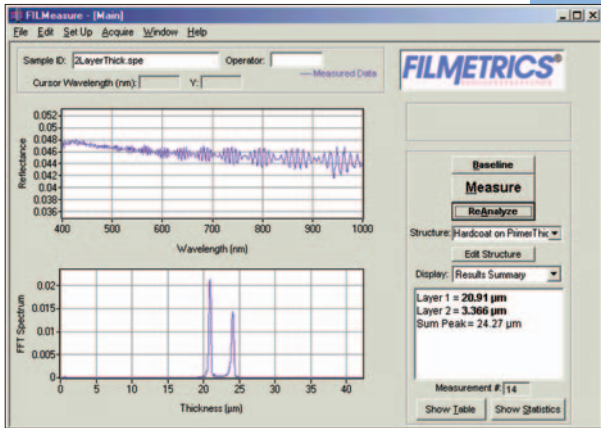 FILMeasure - [Main]
File Edit Set Up Acquire Window Help
Sample ID: 2LayerThick.spe Operator:
Cursor Wavelength (nm): Y:
Measured Data
FILMETRICS®
0.052
0.05
0.048
0.046
0.044
0.042
0.04
0.038
0.036
Reflectance
400 500 600 700 800 900 1000
Wavelength (nm)
0.02
0.015
0.01
0.005
0
FFT Spectrum
0 5 10 15 20 25 30 35 40
Thickness (µm)
Baseline
Measure
ReAnalyze
Structure: Hardcoat on PrimerThic
Edit Structure
Display: Results Summary
Layer 1 = 20.91 µm
Layer 2 = 3.366 µm
Sum Peak = 24.27 µm
Measurement #: 14
Show Table Show Statistics